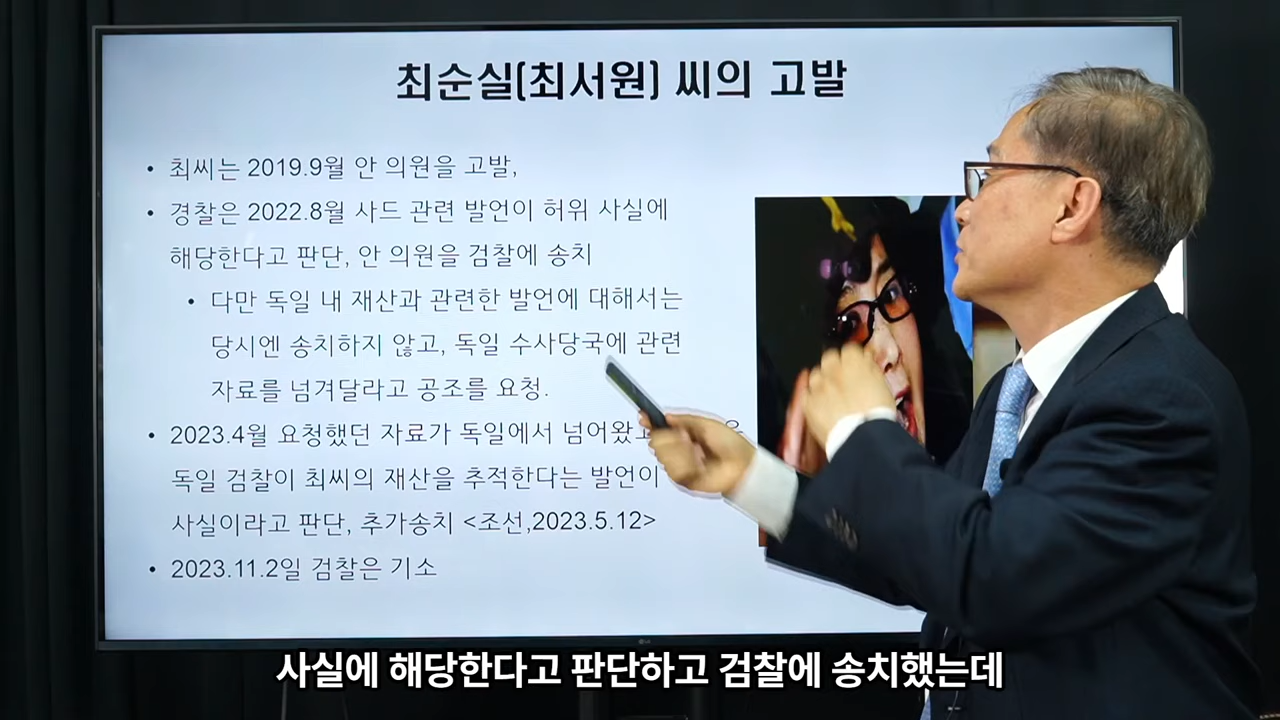 최순실(최서원) 씨의 고발
• 최씨는 2019.9월 안 의원을 고발,
• 경찰은 2022.8월 사드 관련 발언이 허위 사실에
해당한다고 판단, 안 의원을 검찰에 송치
• 다만 독일 내 재산과 관련한 발언에 대해서는
당시엔 송치하지 않고, 독일 수사당국에 관련
자료를 넘겨달라고 공조를 요청.
• 2023.4월 요청했던 자료가 독일에서 넘어왔
독일 검찰이 최씨의 재산을 추적한다는 발언이
사실이라고 판단, 추가송치 <조선,2023.5.12>
• 2023.11.2일 검찰은 기소
LG
사실에 해당한다고 판단하고 검찰에 송치했는데